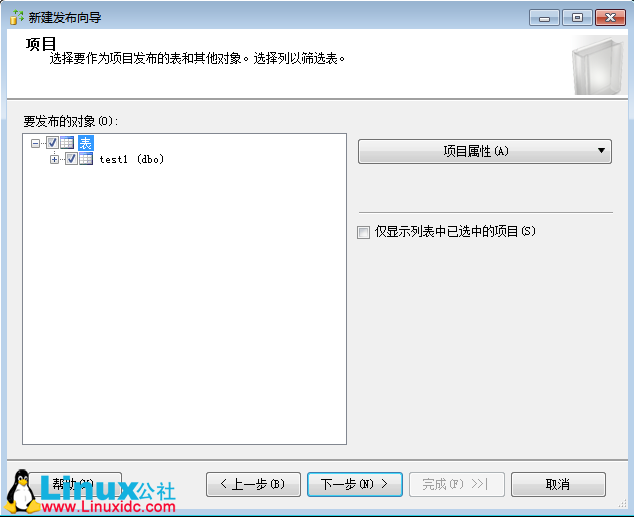 新建发布向导
项目
选择要作为项目发布的表和其他对象。选择列以筛选表。
要发布的对象(O):
表
test1 (dbo)
项目属性(A)
仅显示列表中已选中的项目(S)
帮助(H)
< 上一步(B)
下一步(N) >
完成(F) >>|
取消
Linux公社
www.Linuxidc.com